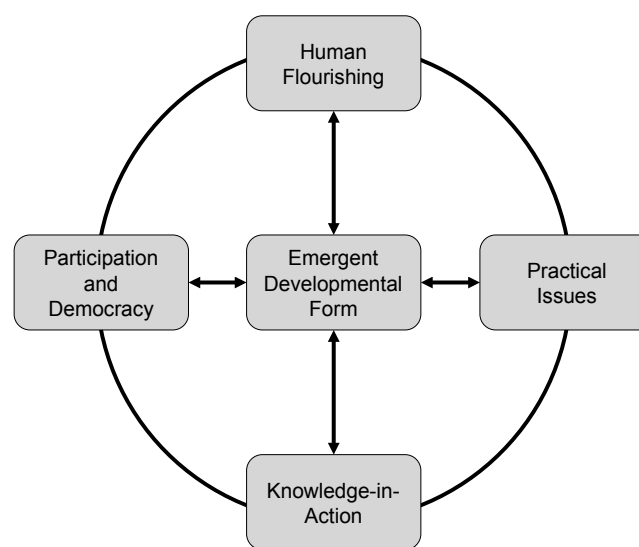 Human
Flourishing
Participation
and
Democracy
Emergent
Developmental
Form
Practical
Issues
Knowledge-in-
Action